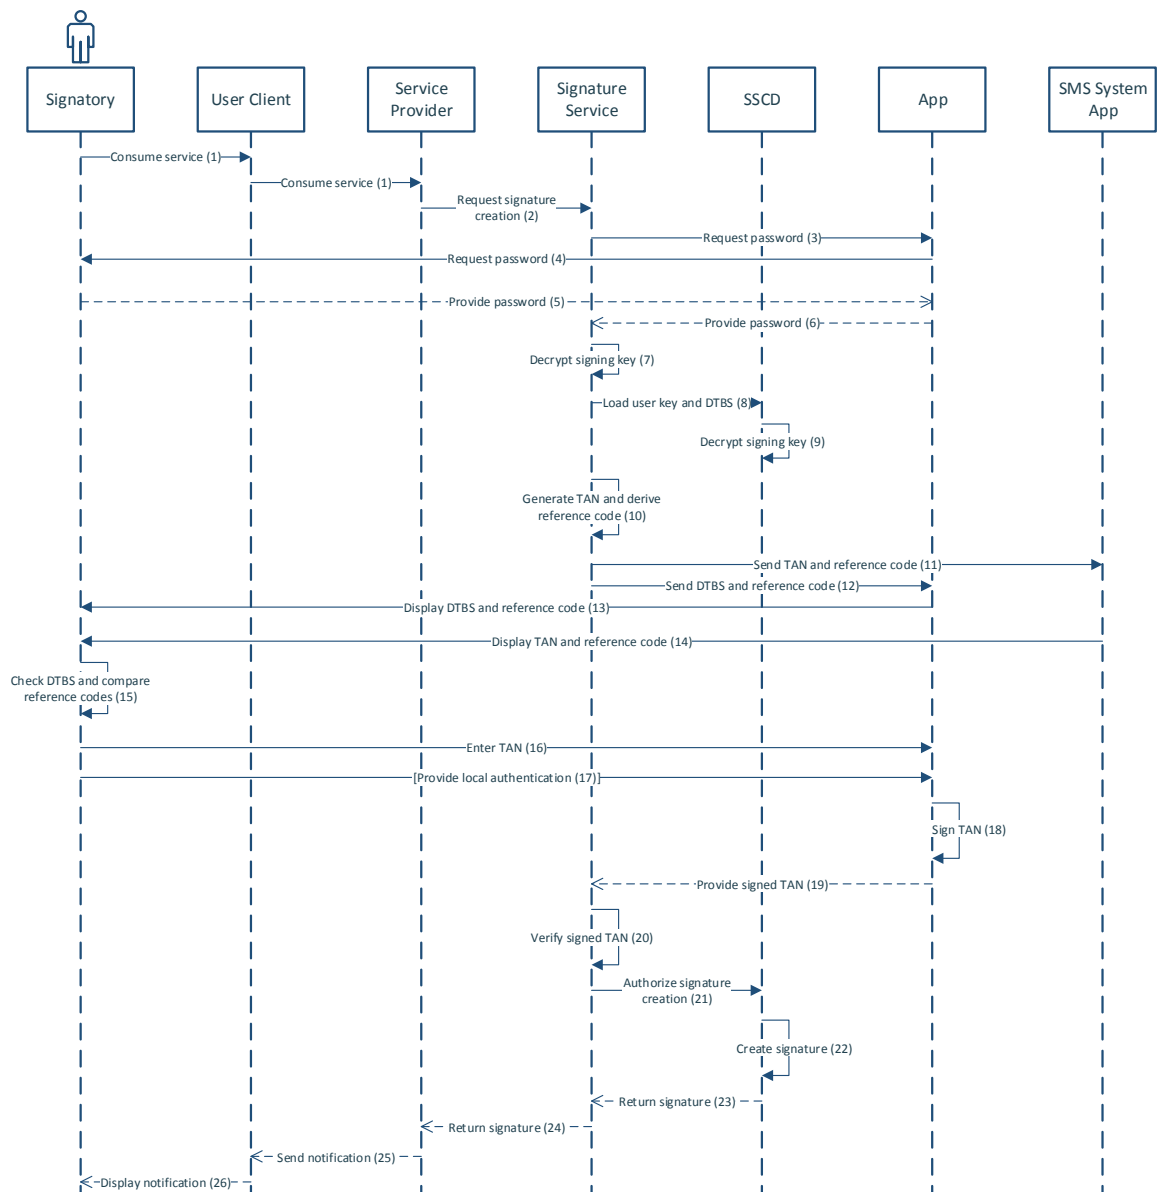 Signatory
User Client
Service
Provider
Signature
Service
SSCD
App
SMS System
App
Consume service (1)
Consume service (1)
Request signature
creation (2)
Request password (3)
Request password (4)
Provide password (5)
Provide password (6)
Decrypt signing key (7)
Load user key and DTBS (8)
Decrypt signing key (9)
Generate TAN and derive
reference code (10)
Send TAN and reference code (11)
Send DTBS and reference code (12)
Display DTBS and reference code (13)
Display TAN and reference code (14)
Check DTBS and compare
reference codes (15)
Enter TAN (16)
[Provide local authentication (17)]
Sign TAN (18)
Provide signed TAN (19)
Verify signed TAN (20)
Authorize signature
creation (21)
Create signature (22)
Return signature (23)
Return signature (24)
Send notification (25)
Display notification (26)